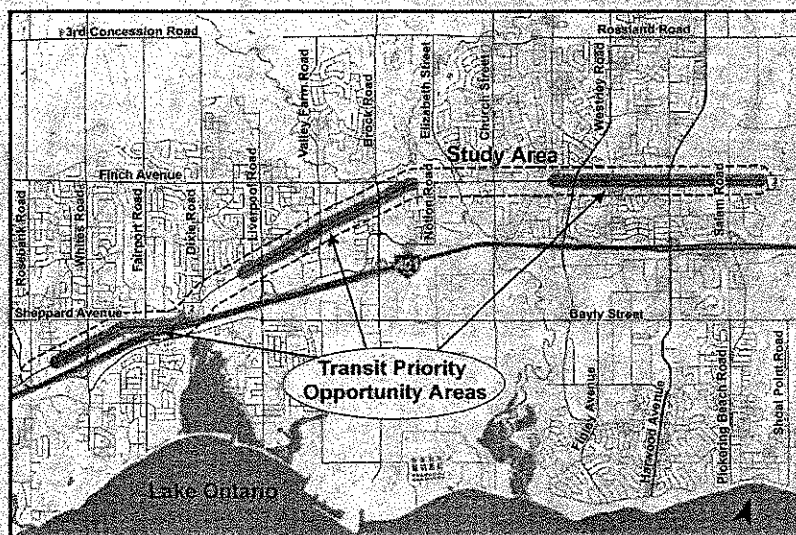 3rd Concession Road
Rossland Road
Valley Farm Road
Brock Road
Elizabeth Street
Church Street
Westney Road
Study Area
Finch Avenue
Rosebank Road
Whites Road
Fairport Road
Dixie Road
Liverpool Road
Notion Road
Salem Road
2
401
Sheppard Avenue
Bayly Street
Transit Priority
Opportunity Areas
Finley Avenue
Harwood Avenue
Pickering Beach Road
Shoal Point Road
Lake Ontario